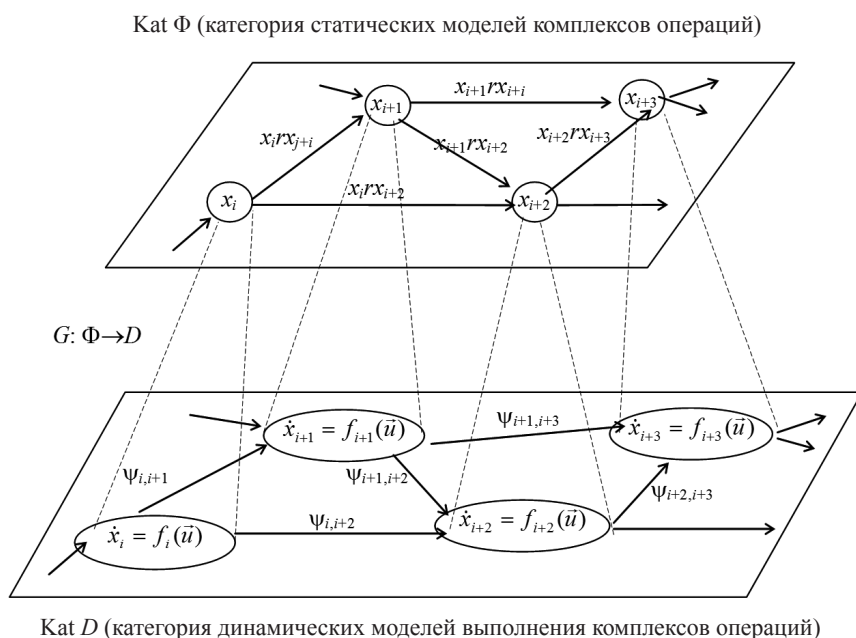 Kat Φ (категория статических моделей комплексов операций)
x_{i+1}rx_{i+i}
x_{i+1}
x_{i+3}
x_irx_{j+i}
x_{i+1}rx_{i+2}
x_{i+2}rx_{i+3}
x_irx_{i+2}
x_i
x_{i+2}
G: Φ→D
ψ_{i+1,i+3}
ẋ_{i+1} = f_{i+1}(u⃗)
ẋ_{i+3} = f_{i+3}(u⃗)
ψ_{i,i+1}
ψ_{i+1,i+2}
ψ_{i+2,i+3}
ψ_{i,i+2}
ẋ_i = f_i(u⃗)
ẋ_{i+2} = f_{i+2}(u⃗)
Kat D (категория динамических моделей выполнения комплексов операций)